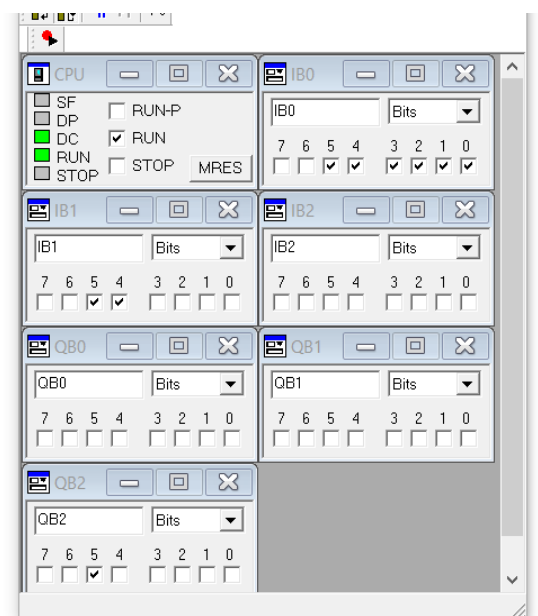 CPU
SF
DP
DC
RUN
STOP
RUN-P
RUN
STOP
MRES
IB0
IB0 Bits
7 6 5 4 3 2 1 0
IB1
IB1 Bits
7 6 5 4 3 2 1 0
IB2
IB2 Bits
7 6 5 4 3 2 1 0
QB0
QB0 Bits
7 6 5 4 3 2 1 0
QB1
QB1 Bits
7 6 5 4 3 2 1 0
QB2
QB2 Bits
7 6 5 4 3 2 1 0